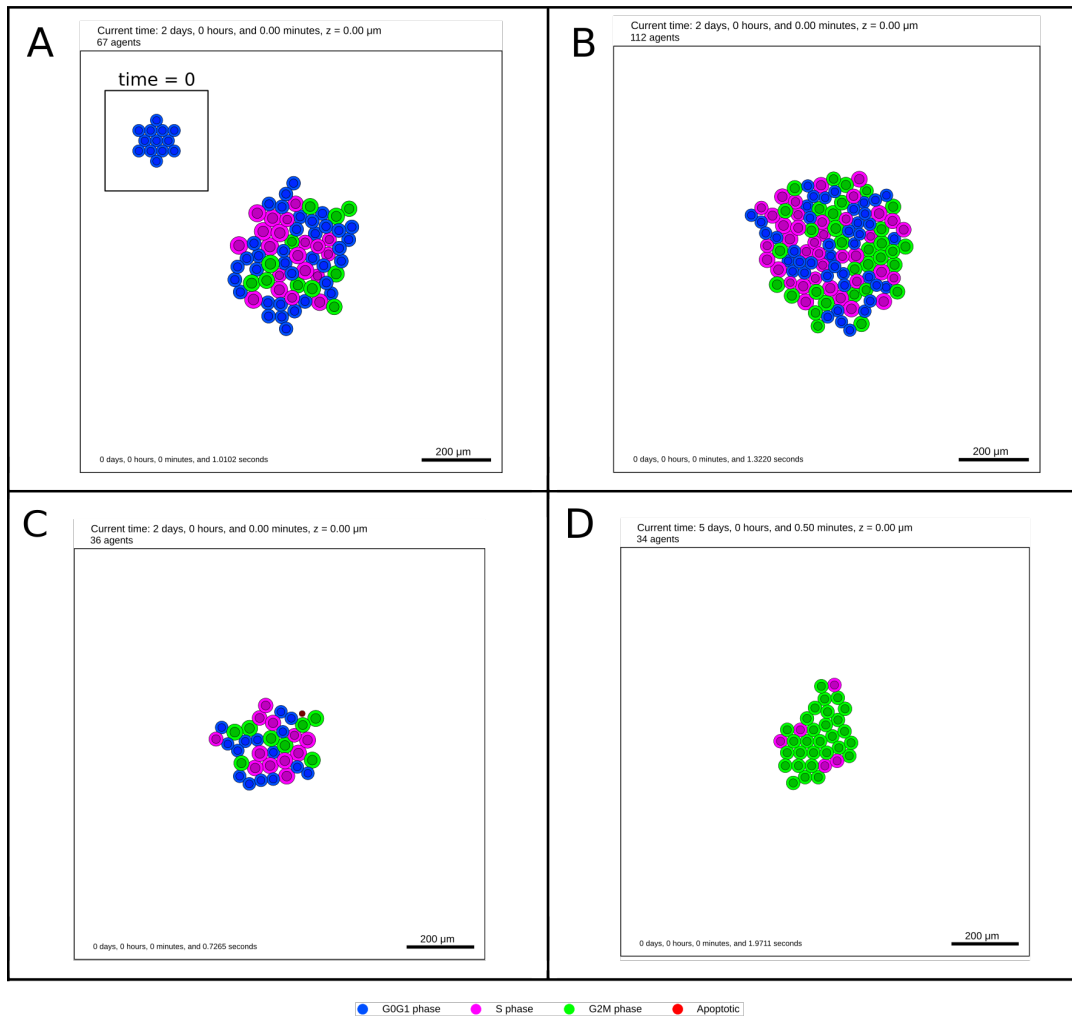 A
Current time: 2 days, 0 hours, and 0.00 minutes, z = 0.00 µm
67 agents
time = 0
200 µm
0 days, 0 hours, 0 minutes, and 1.0102 seconds
B
Current time: 2 days, 0 hours, and 0.00 minutes, z = 0.00 µm
112 agents
200 µm
0 days, 0 hours, 0 minutes, and 1.3220 seconds
C
Current time: 2 days, 0 hours, and 0.00 minutes, z = 0.00 µm
36 agents
200 µm
0 days, 0 hours, 0 minutes, and 0.7265 seconds
D
Current time: 5 days, 0 hours, and 0.50 minutes, z = 0.00 µm
34 agents
200 µm
0 days, 0 hours, 0 minutes, and 1.9711 seconds
G0G1 phase S phase G2M phase Apoptotic